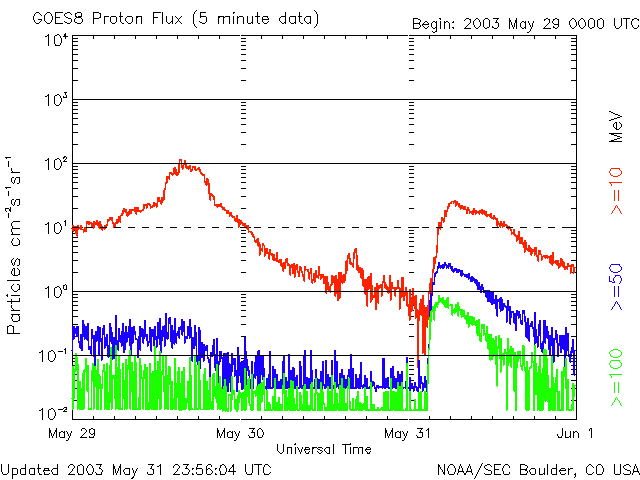 GOES8 Proton Flux (5 minute data)
Begin: 2003 May 29 0000 UTC
Particles cm⁻²s⁻¹sr⁻¹
10⁴
10³
10²
10¹
10⁰
10⁻¹
10⁻²
MeV
>=10
>=50
>=100
May 29
May 30
May 31
Jun 1
Universal Time
Updated 2003 May 31 23:56:04 UTC
NOAA/SEC Boulder, CO USA